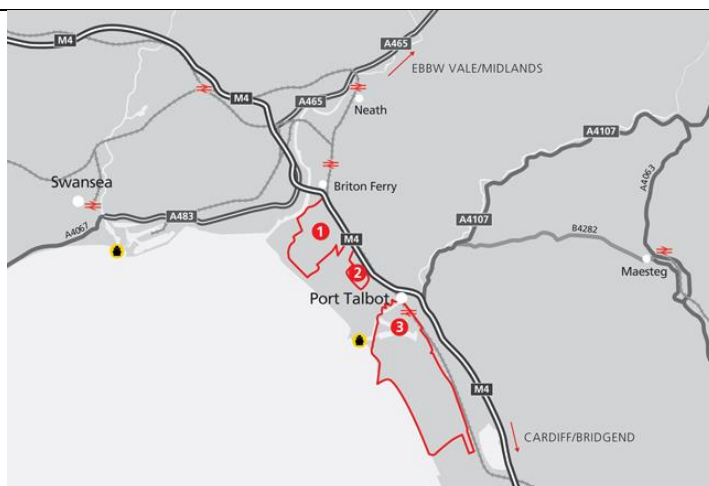 M4
A465
EBBW VALE/MIDLANDS
M4
A465
Neath
A4107
A4063
Swansea
Briton Ferry
A483
A4067
1
M4
A4107
B4282
Maesteg
2
Port Talbot
3
M4
CARDIFF/BRIDGEND